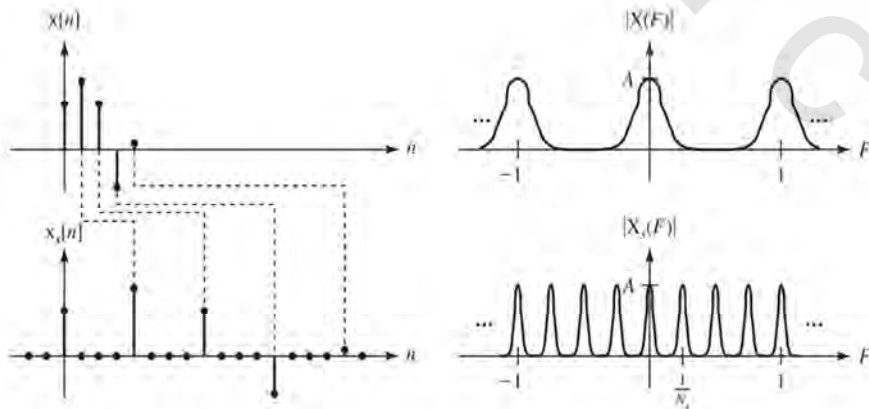 x[n]
n
x_s[n]
n
|X(F)|
A
...
...
-1
1
F
|X_s(F)|
A
...
...
-1
1/N_s
1
F
C